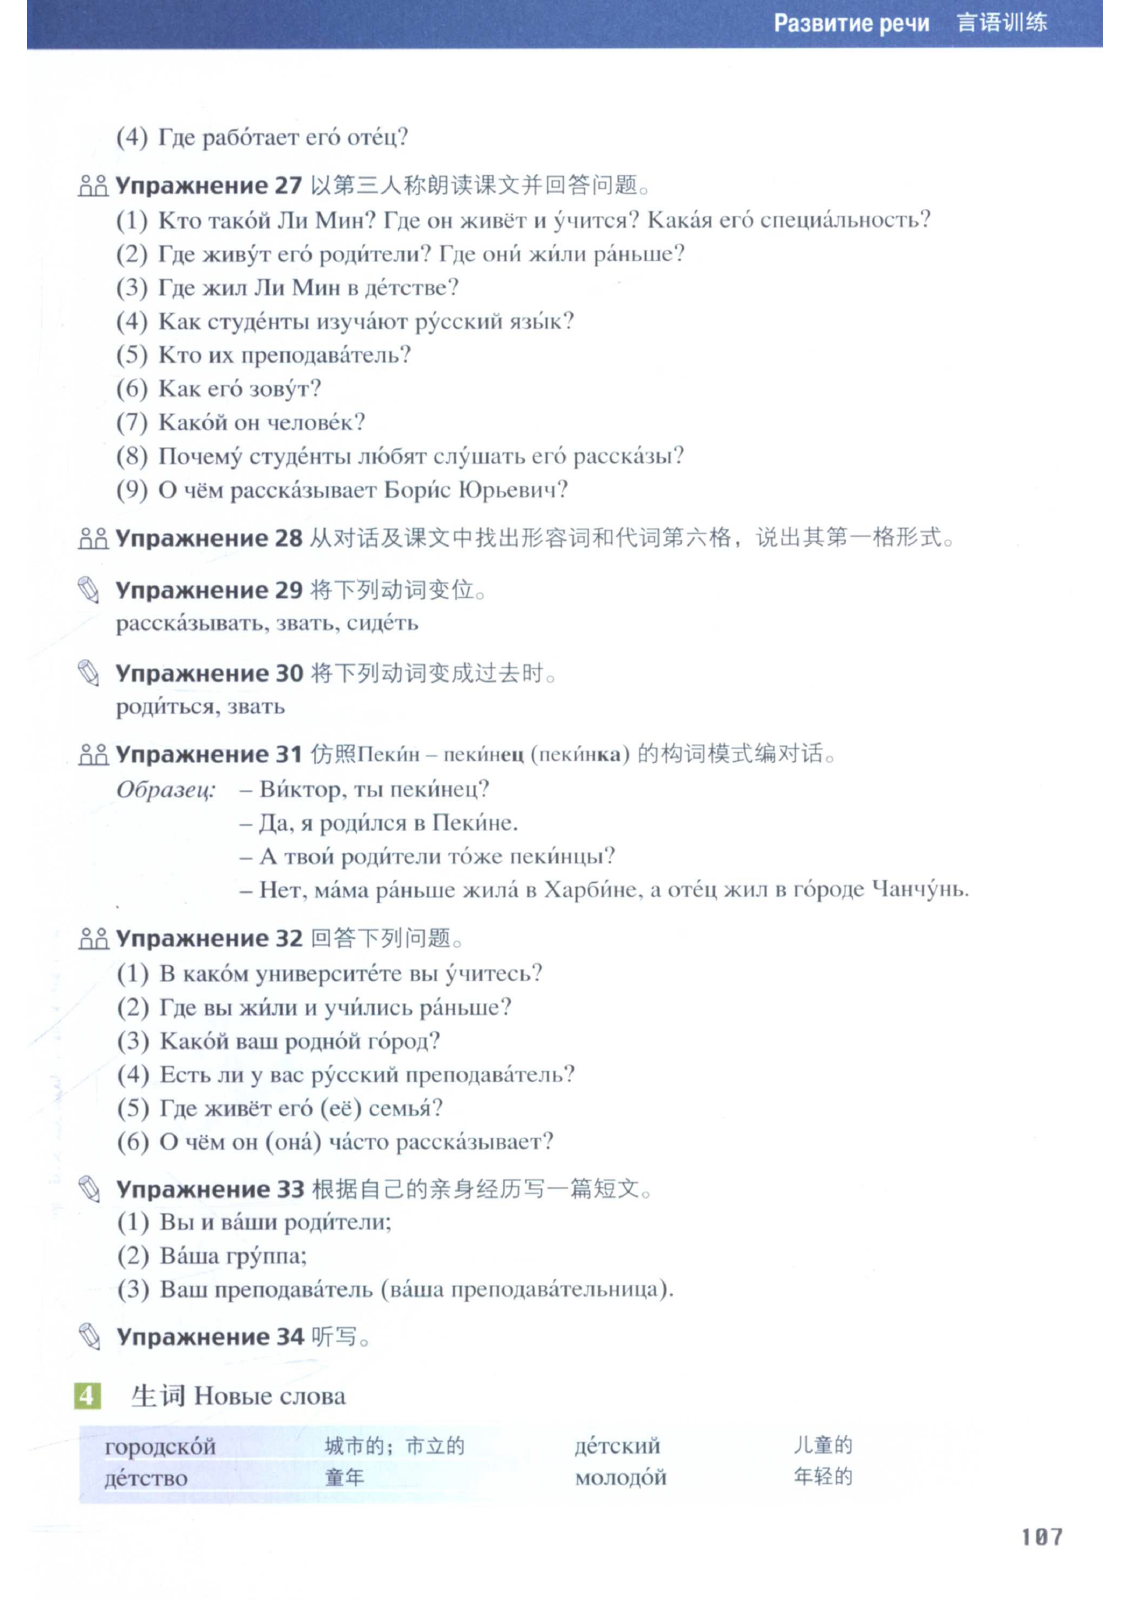 Развитие речи 言语训练
(4) Где рабо́тает его́ оте́ц?
Упражнение 27 以第三人称朗读课文并回答问题。
(1) Кто тако́й Ли Мин? Где он живёт и у́чится? Кака́я его́ специа́льность?
(2) Где живу́т его́ роди́тели? Где они́ жи́ли ра́ньше?
(3) Где жил Ли Мин в де́тстве?
(4) Как студе́нты изуча́ют ру́сский язы́к?
(5) Кто их преподава́тель?
(6) Как его́ зову́т?
(7) Како́й он челове́к?
(8) Почему́ студе́нты лю́бят слу́шать его́ расска́зы?
(9) О чём расска́зывает Бори́с Юрьевич?
Упражнение 28 从对话及课文中找出形容词和代词第六格，说出其第一格形式。
Упражнение 29 将下列动词变位。
расска́зывать, звать, сиде́ть
Упражнение 30 将下列动词变成过去时。
роди́ться, звать
Упражнение 31 仿照Пеки́н – пеки́нец (пеки́нка) 的构词模式编对话。
Образец: – Ви́ктор, ты пеки́нец?
– Да, я роди́лся в Пеки́не.
– А твои́ роди́тели то́же пеки́нцы?
– Нет, ма́ма ра́ньше жила́ в Харби́не, а оте́ц жил в го́роде Чанчу́нь.
Упражнение 32 回答下列问题。
(1) В како́м университе́те вы у́читесь?
(2) Где вы жи́ли и учи́лись ра́ньше?
(3) Како́й ваш родно́й го́род?
(4) Есть ли у вас ру́сский преподава́тель?
(5) Где живёт его́ (её) семья́?
(6) О чём он (она́) ча́сто расска́зывает?
Упражнение 33 根据自己的亲身经历写一篇短文。
(1) Вы и ва́ши роди́тели;
(2) Ва́ша гру́ппа;
(3) Ваш преподава́тель (ва́ша преподава́тельница).
Упражнение 34 听写。
4 生词 Новые слова
городско́й 城市的；市立的 де́тский 儿童的
де́тство 童年 молодо́й 年轻的
107